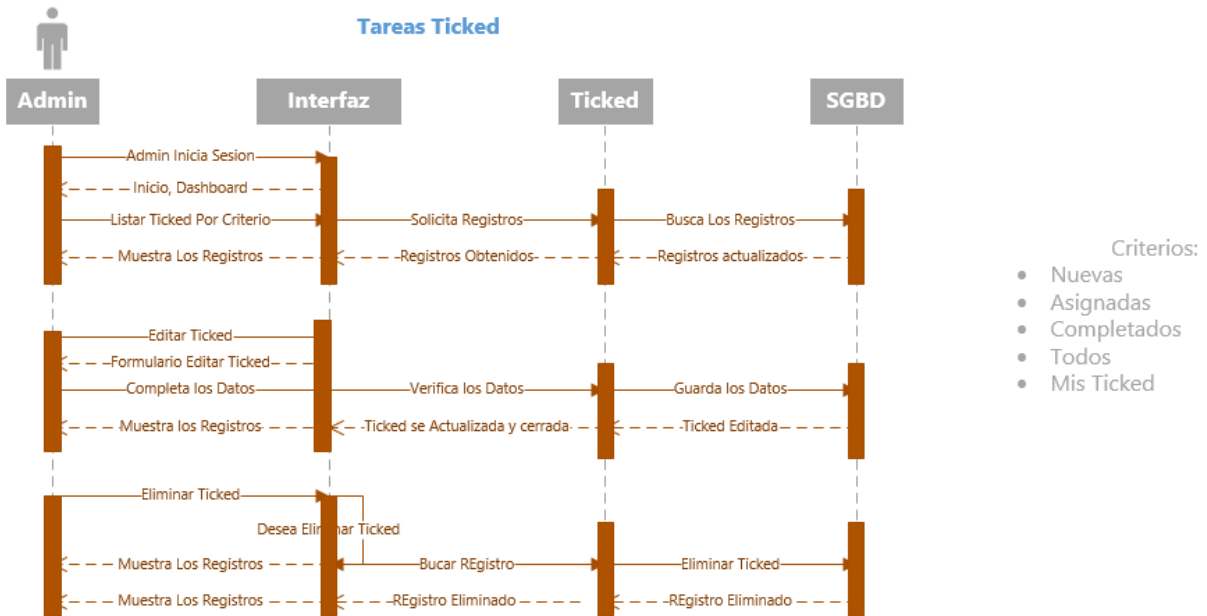 Tareas Ticked
Admin
Interfaz
Ticked
SGBD
Admin Inicia Sesion
Inicio, Dashboard
Listar Ticked Por Criterio
Solicita Registros
Busca Los Registros
Muestra Los Registros
Registros Obtenidos
Registros actualizados
Editar Ticked
Formulario Editar Ticked
Completa los Datos
Verifica los Datos
Guarda los Datos
Muestra los Registros
Ticked se Actualizada y cerrada
Ticked Editada
Eliminar Ticked
Desea Eliminar Ticked
Muestra Los Registros
Bucar REgistro
Eliminar Ticked
Muestra Los Registros
REgistro Eliminado
REgistro Eliminado
Criterios:
• Nuevas
• Asignadas
• Completados
• Todos
• Mis Ticked